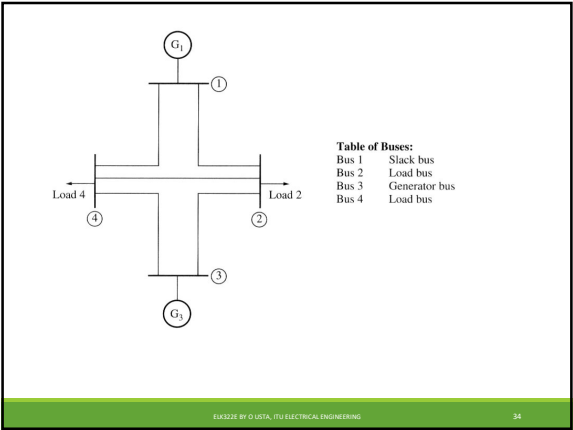 G1
1
Load 4
Load 2
4
2
3
G3
Table of Buses:
Bus 1 Slack bus
Bus 2 Load bus
Bus 3 Generator bus
Bus 4 Load bus
ELK322E BY O USTA, ITU ELECTRICAL ENGINEERING 34